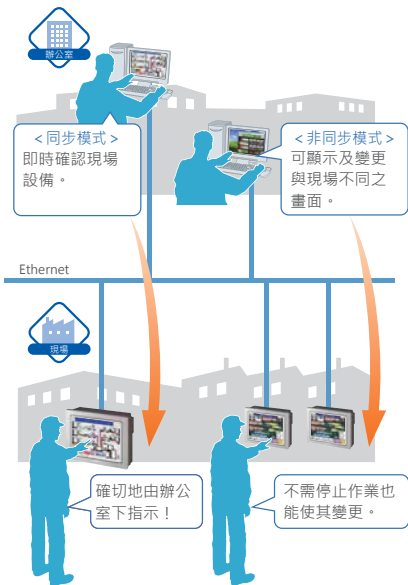 辦公室
<同步模式>
即時確認現場
設備。
<非同步模式>
可顯示及變更
與現場不同之
畫面。
Ethernet
現場
確切地由辦公
室下指示！
不需停止作業也
能使其變更。